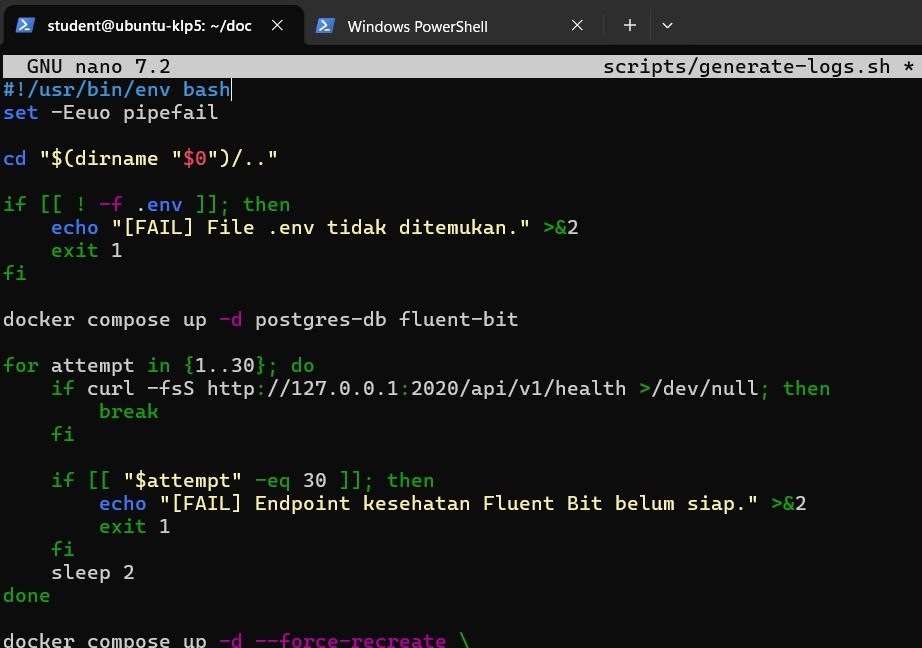 student@ubuntu-klp5: ~/doc
Windows PowerShell
GNU nano 7.2 scripts/generate-logs.sh *
#!/usr/bin/env bash
set -Eeuo pipefail
cd "$(dirname "$0")/.."
if [[ ! -f .env ]]; then
echo "[FAIL] File .env tidak ditemukan." >&2
exit 1
fi
docker compose up -d postgres-db fluent-bit
for attempt in {1..30}; do
if curl -fsS http://127.0.0.1:2020/api/v1/health >/dev/null; then
break
fi
if [[ "$attempt" -eq 30 ]]; then
echo "[FAIL] Endpoint kesehatan Fluent Bit belum siap." >&2
exit 1
fi
sleep 2
done
docker compose up -d --force-recreate \